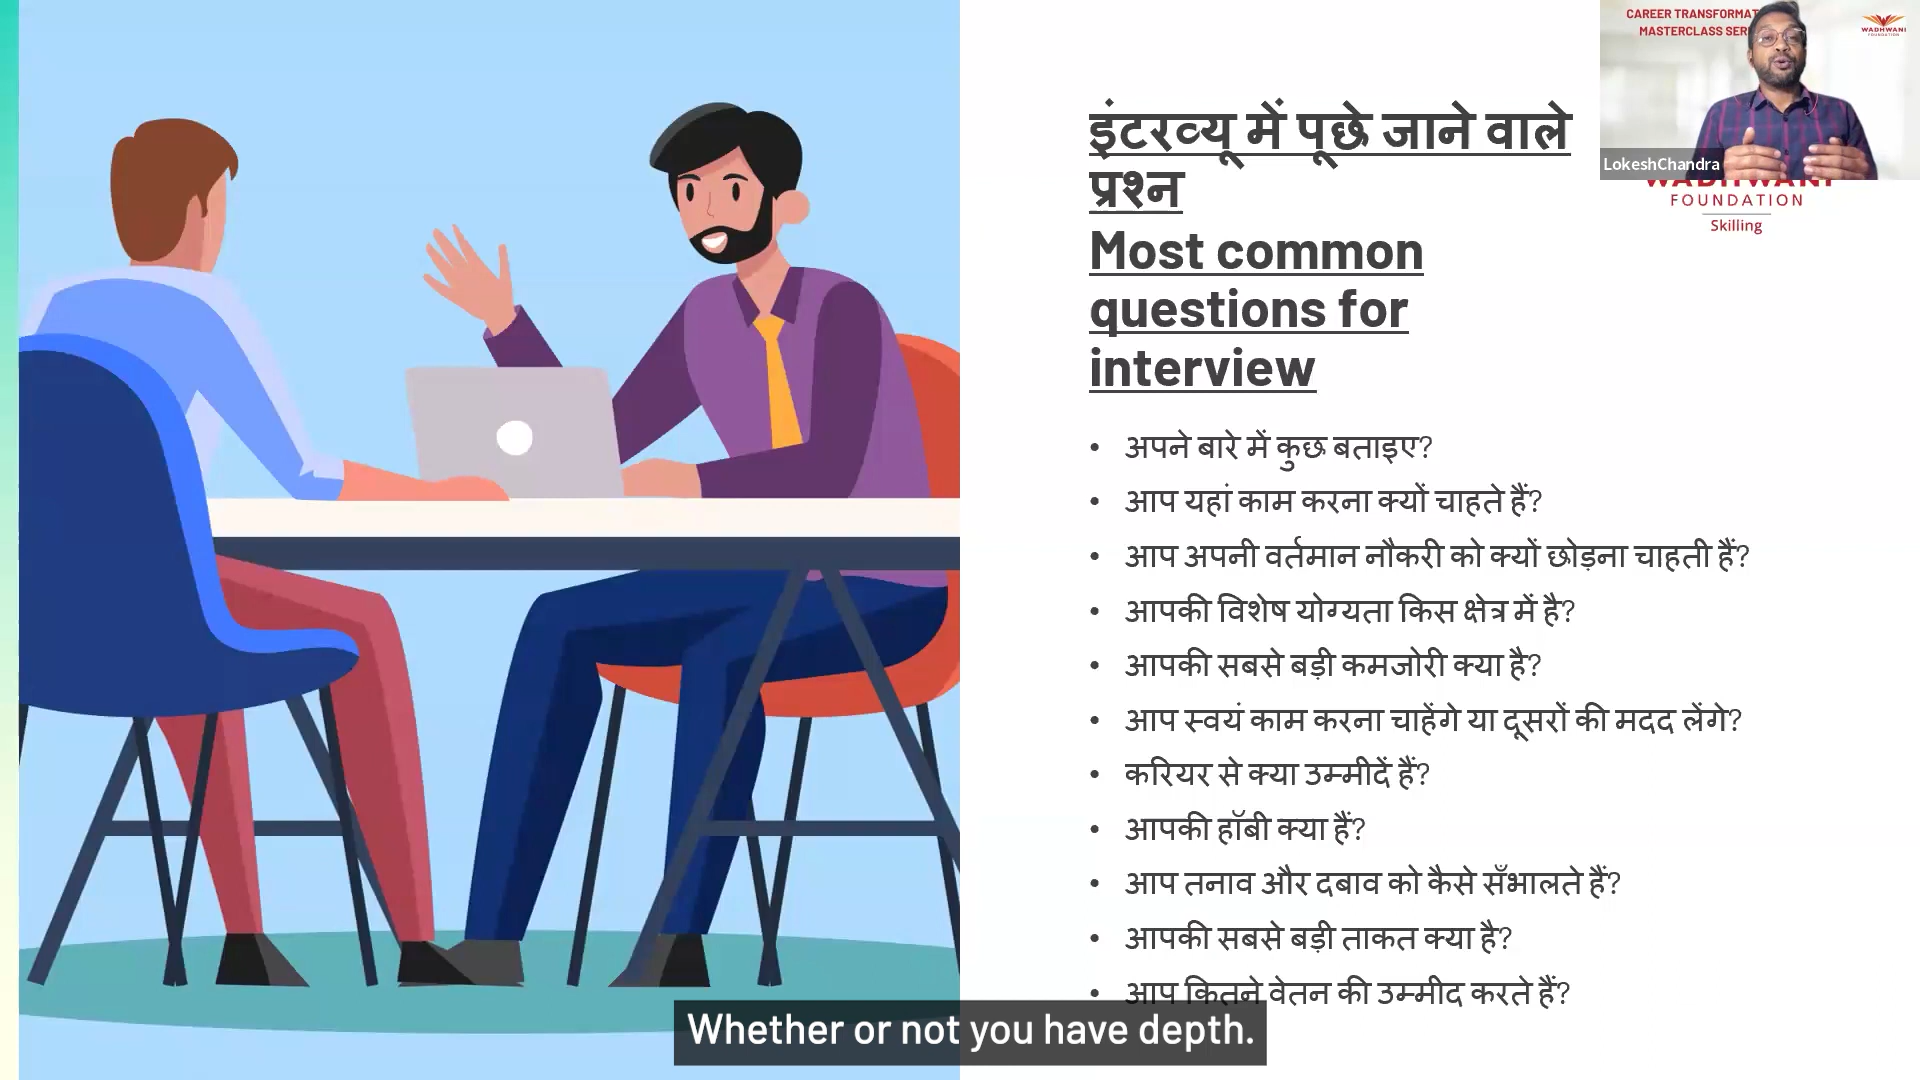 CAREER TRANSFORMAT
MASTERCLASS SER
WADHWANI
FOUNDATION
LokeshChandra
FOUNDATION
Skilling
इंटरव्यू में पूछे जाने वाले
प्रश्न
Most common
questions for
interview
• अपने बारे में कुछ बताइए?
• आप यहां काम करना क्यों चाहते हैं?
• आप अपनी वर्तमान नौकरी को क्यों छोड़ना चाहती हैं?
• आपकी विशेष योग्यता किस क्षेत्र में है?
• आपकी सबसे बड़ी कमजोरी क्या है?
• आप स्वयं काम करना चाहेंगे या दूसरों की मदद लेंगे?
• करियर से क्या उम्मीदें हैं?
• आपकी हॉबी क्या हैं?
• आप तनाव और दबाव को कैसे सँभालते हैं?
• आपकी सबसे बड़ी ताकत क्या है?
• आप कितने वेतन की उम्मीद करते हैं?
Whether or not you have depth.